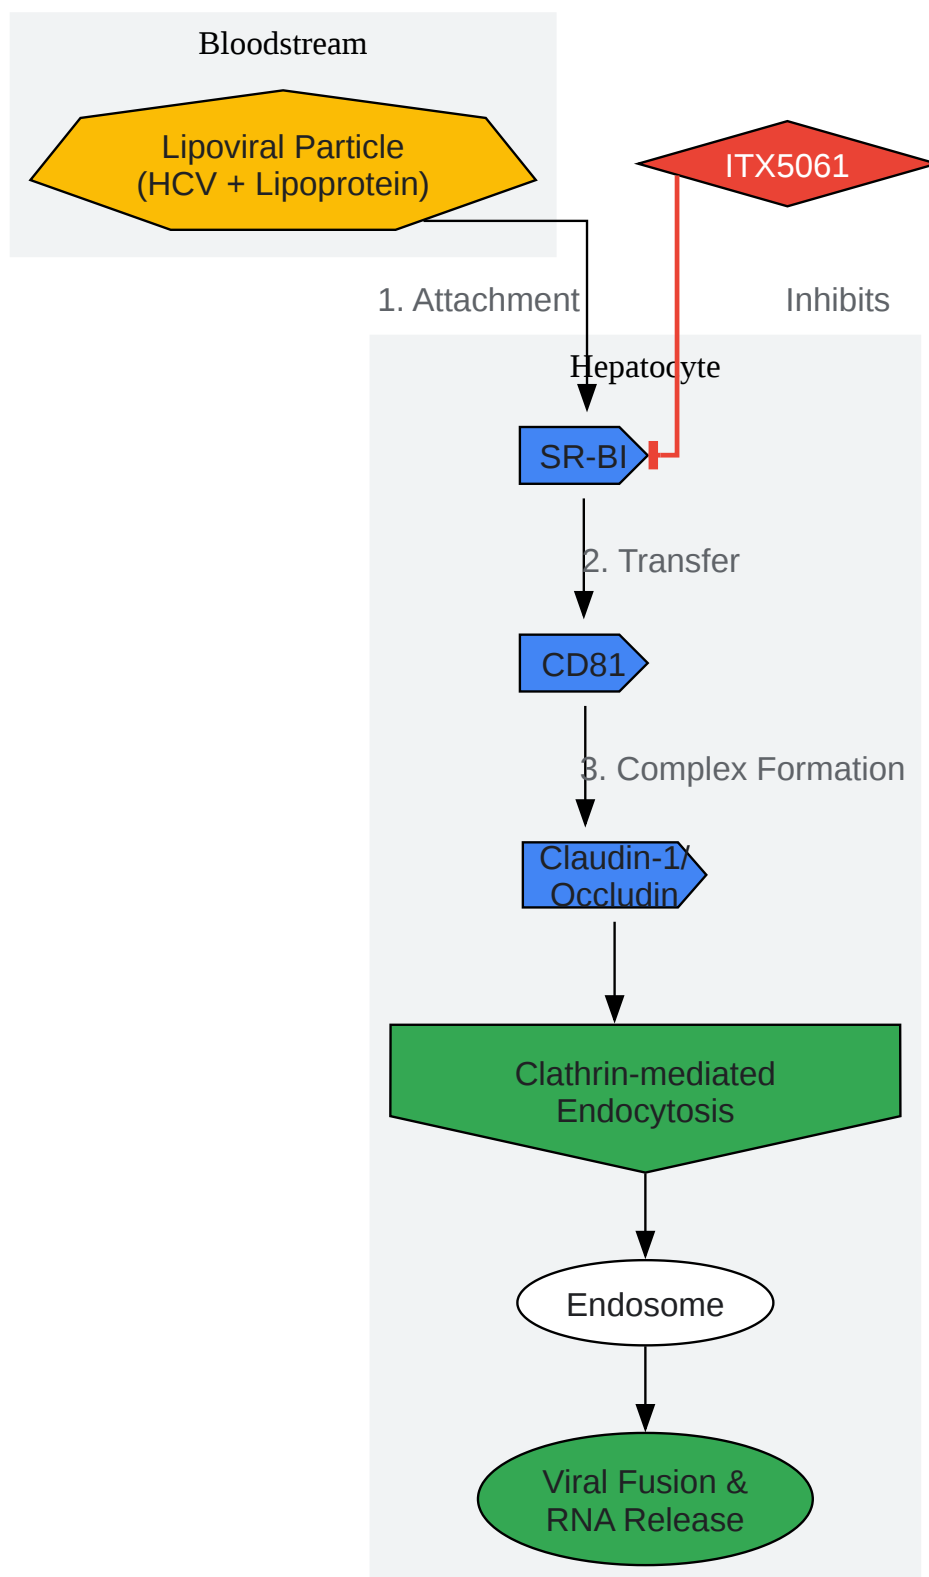 Bloodstream
Lipoviral Particle
(HCV + Lipoprotein)
ITX5061
1. Attachment
Inhibits
Hepatocyte
SR-BI
2. Transfer
CD81
3. Complex Formation
Claudin-1/
Occludin
Clathrin-mediated
Endocytosis
Endosome
Viral Fusion &
RNA Release